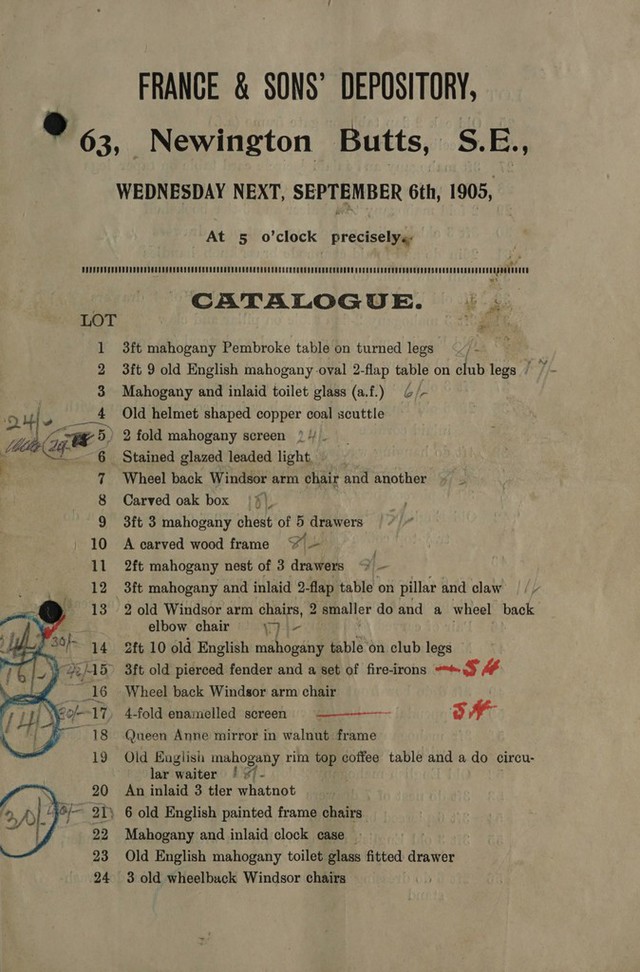 FRANCE & SONS' DEPOSITORY,
63, Newington Butts, S.E.,
WEDNESDAY NEXT, SEPTEMBER 6th, 1905,
At 5 o'clock precisely.
CATALOGUE.
LOT
1 3ft mahogany Pembroke table on turned legs
2 3ft 9 old English mahogany oval 2-flap table on club legs
3 Mahogany and inlaid toilet glass (a.f.) 6/-
24/- 4 Old helmet shaped copper coal scuttle
5 2 fold mahogany screen 24/-
6 Stained glazed leaded light
7 Wheel back Windsor arm chair and another
8 Carved oak box
9 3ft 3 mahogany chest of 5 drawers
10 A carved wood frame
11 2ft mahogany nest of 3 drawers
12 3ft mahogany and inlaid 2-flap table on pillar and claw
13 2 old Windsor arm chairs, 2 smaller do and a wheel back
elbow chair 17/-
14/- 30/- 14 2ft 10 old English mahogany table on club legs
16/- 15 3ft old pierced fender and a set of fire-irons
16 Wheel back Windsor arm chair
14/- 17 4-fold enamelled screen
18 Queen Anne mirror in walnut frame
19 Old English mahogany rim top coffee table and a do circu-
lar waiter
20 An inlaid 3 tler whatnot
30/- 21 6 old English painted frame chairs
22 Mahogany and inlaid clock case
23 Old English mahogany toilet glass fitted drawer
24 3 old wheelback Windsor chairs